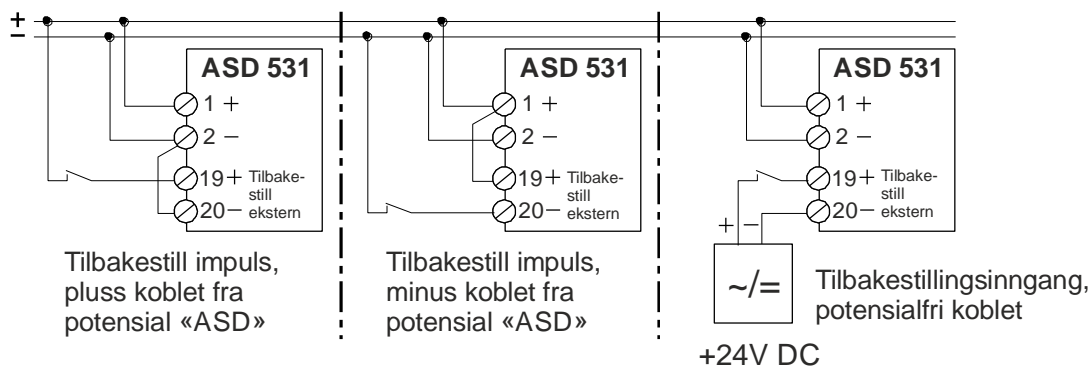 +
−
ASD 531
1 +
2 −
19+ Tilbake-
still
20− ekstern
Tilbakestill impuls,
pluss koblet fra
potensial «ASD»
ASD 531
1 +
2 −
19+ Tilbake-
still
20− ekstern
Tilbakestill impuls,
minus koblet fra
potensial «ASD»
ASD 531
1 +
2 −
19+ Tilbake-
still
20− ekstern
+ −
~/=
Tilbakestillingsinngang,
potensialfri koblet
+24V DC